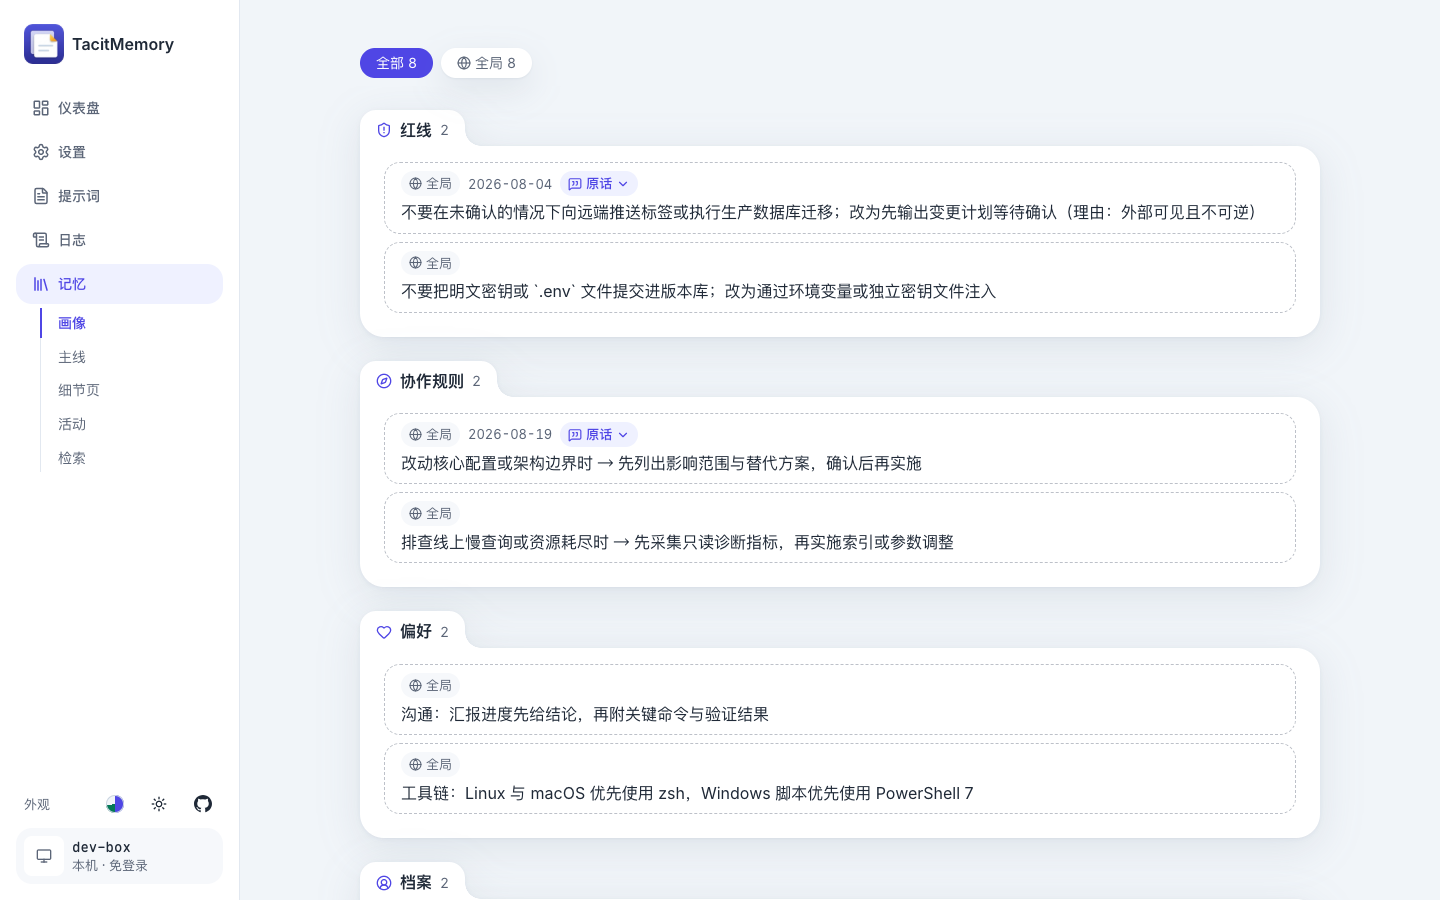 TacitMemory
仪表盘
设置
提示词
日志
记忆
画像
主线
细节页
活动
检索
外观
dev-box
本机 · 免登录
全部 8
全局 8
红线 2
全局 2026-08-04 原话
不要在未确认的情况下向远端推送标签或执行生产数据库迁移；改为先输出变更计划等待确认（理由：外部可见且不可逆）
全局
不要把明文密钥或 `.env` 文件提交进版本库；改为通过环境变量或独立密钥文件注入
协作规则 2
全局 2026-08-19 原话
改动核心配置或架构边界时 → 先列出影响范围与替代方案，确认后再实施
全局
排查线上慢查询或资源耗尽时 → 先采集只读诊断指标，再实施索引或参数调整
偏好 2
全局
沟通：汇报进度先给结论，再附关键命令与验证结果
全局
工具链：Linux 与 macOS 优先使用 zsh，Windows 脚本优先使用 PowerShell 7
档案 2